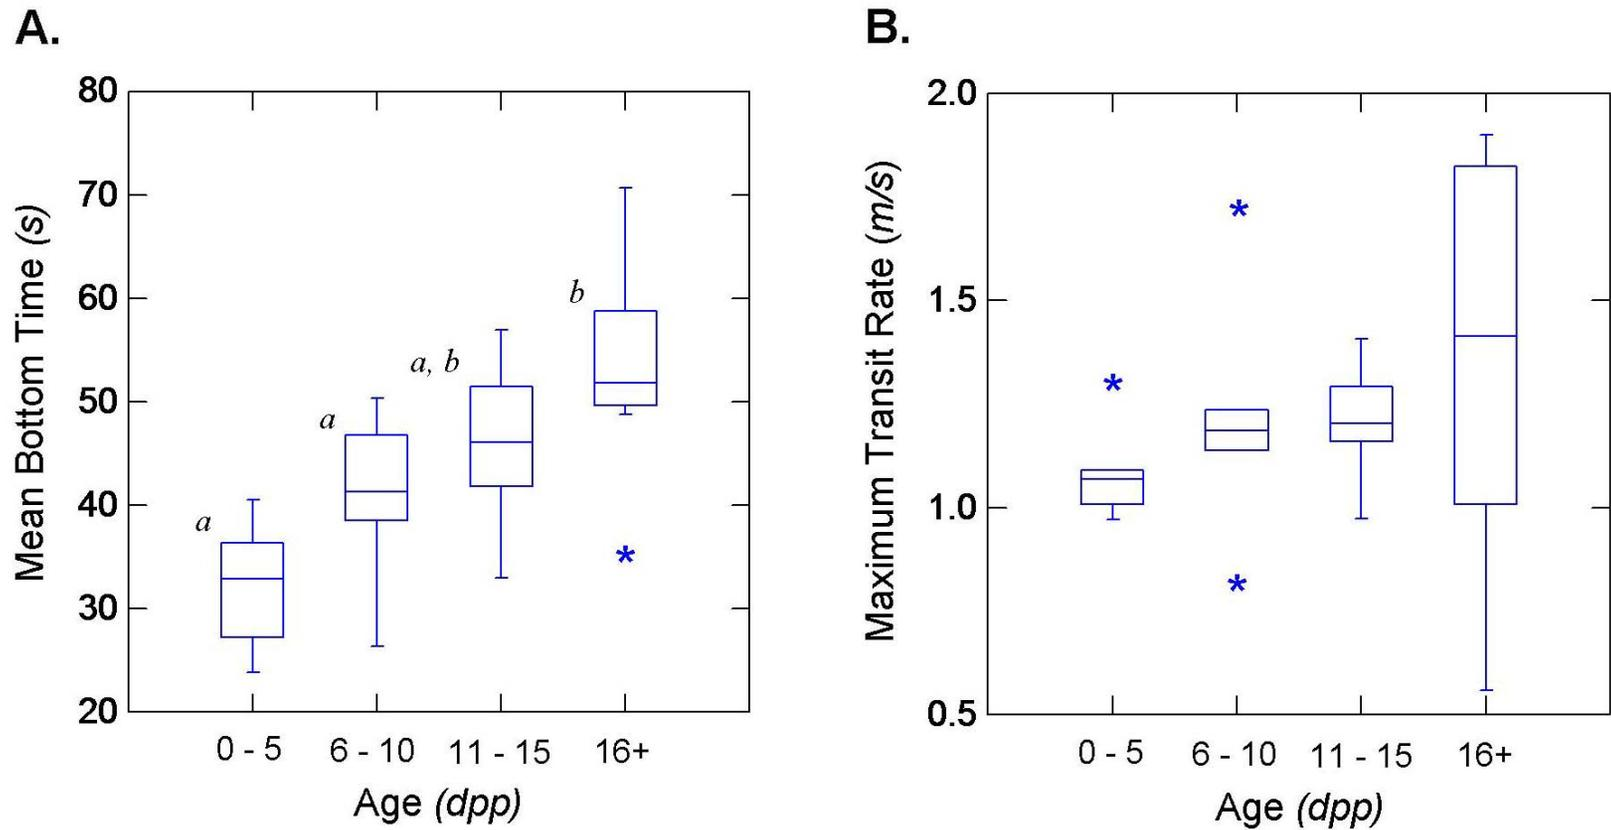 A.
Mean Bottom Time (s)
80
70
60
50
40
30
20
a
a
a, b
b
*
0 - 5
6 - 10
11 - 15
16+
Age (dpp)
B.
Maximum Transit Rate (m/s)
2.0
1.5
1.0
0.5
*
*
*
0 - 5
6 - 10
11 - 15
16+
Age (dpp)